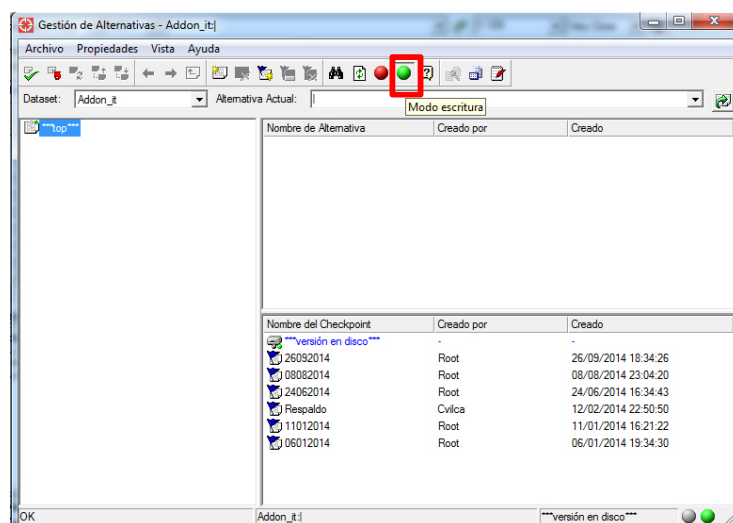 Gestión de Alternativas - Addon_it:|
Archivo Propiedades Vista Ayuda
Dataset: Addon_it Alternativa Actual: |
Modo escritura
***top***
Nombre de Alternativa Creado por Creado
Nombre del Checkpoint Creado por Creado
***versión en disco*** - -
26092014 Root 26/09/2014 18:34:26
08082014 Root 08/08/2014 23:04:20
24062014 Root 24/06/2014 16:34:43
Respaldo Cvilca 12/02/2014 22:50:50
11012014 Root 11/01/2014 16:21:22
06012014 Root 06/01/2014 19:34:30
OK Addon_it:| ***versión en disco***